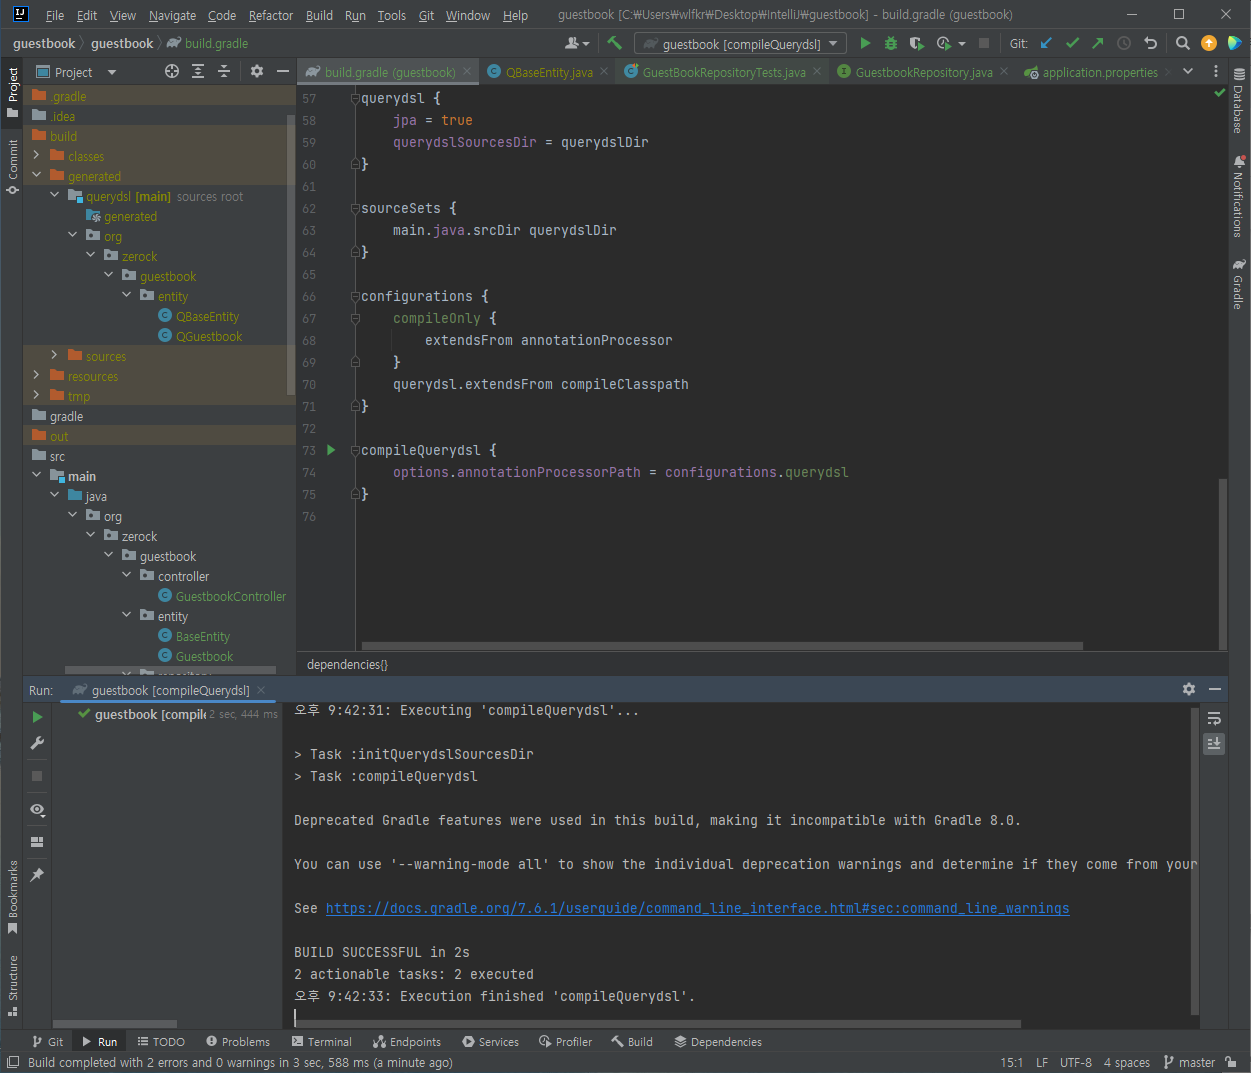 File Edit View Navigate Code Refactor Build Run Tools Git Window Help guestbook [C:₩Users₩wlfkr₩Desktop₩IntelliJ₩guestbook] - build.gradle (guestbook)
guestbook guestbook build.gradle guestbook [compileQuerydsl] Git:
Project build.gradle (guestbook) QBaseEntity.java GuestBookRepositoryTests.java GuestbookRepository.java application.properties
Project
Commit
Bookmarks
Structure
.gradle
.idea
build
classes
generated
querydsl [main] sources root
generated
org
zerock
guestbook
entity
QBaseEntity
QGuestbook
sources
resources
tmp
gradle
out
src
main
java
org
zerock
guestbook
controller
GuestbookController
entity
BaseEntity
Guestbook
repository
57 querydsl {
58 jpa = true
59 querydslSourcesDir = querydslDir
60 }
61
62 sourceSets {
63 main.java.srcDir querydslDir
64 }
65
66 configurations {
67 compileOnly {
68 extendsFrom annotationProcessor
69 }
70 querydsl.extendsFrom compileClasspath
71 }
72
73 compileQuerydsl {
74 options.annotationProcessorPath = configurations.querydsl
75 }
76
dependencies{}
Database
Notifications
Gradle
Run: guestbook [compileQuerydsl]
guestbook [compil 2 sec, 444 ms
오후 9:42:31: Executing 'compileQuerydsl'...
> Task :initQuerydslSourcesDir
> Task :compileQuerydsl
Deprecated Gradle features were used in this build, making it incompatible with Gradle 8.0.
You can use '--warning-mode all' to show the individual deprecation warnings and determine if they come from your
See https://docs.gradle.org/7.6.1/userguide/command_line_interface.html#sec:command_line_warnings
BUILD SUCCESSFUL in 2s
2 actionable tasks: 2 executed
오후 9:42:33: Execution finished 'compileQuerydsl'.
Git Run TODO Problems Terminal Endpoints Services Profiler Build Dependencies
Build completed with 2 errors and 0 warnings in 3 sec, 588 ms (a minute ago) 15:1 LF UTF-8 4 spaces master